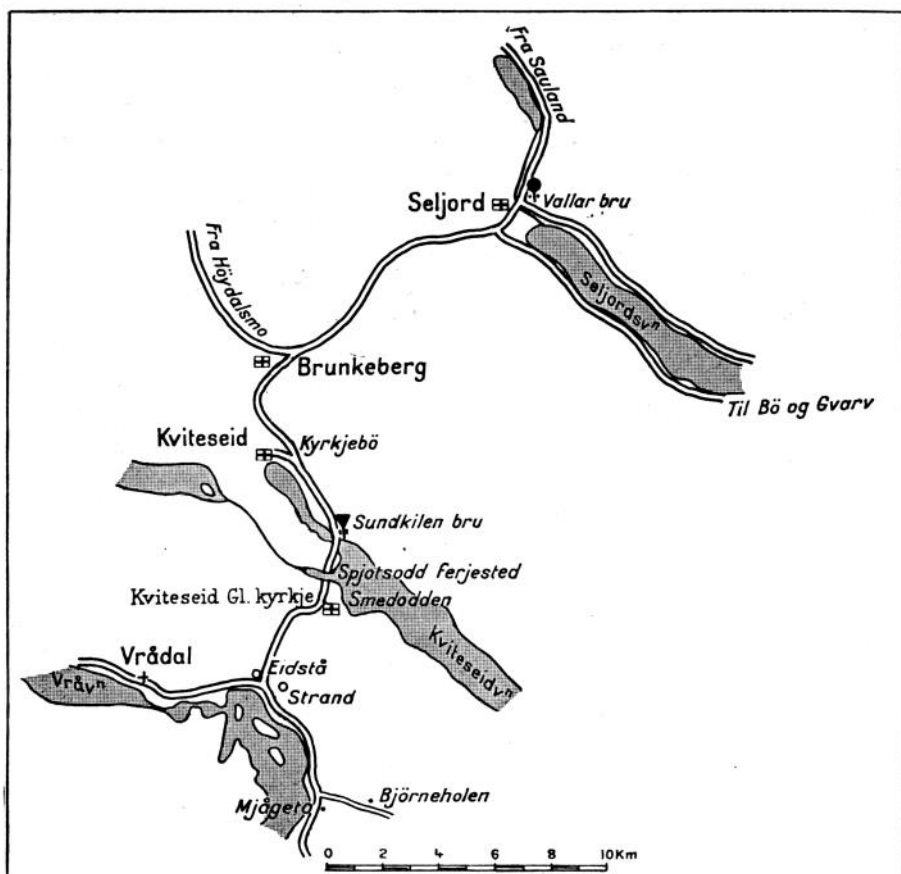 Fra Sauland
Seljord
Vallar bru
Fra Höydalsmo
Seljordsvⁿ
Brunkeberg
Til Bö og Gvarv
Kviteseid
Kyrkjebö
Sundkilen bru
Spjotsodd Ferjested
Kviteseid Gl. kyrkje
Smedodden
Kviteseidvⁿ
Vrådal
Eidstå
Vråvⁿ
Strand
Björneholen
Mjågetö
0 2 4 6 8 10Km